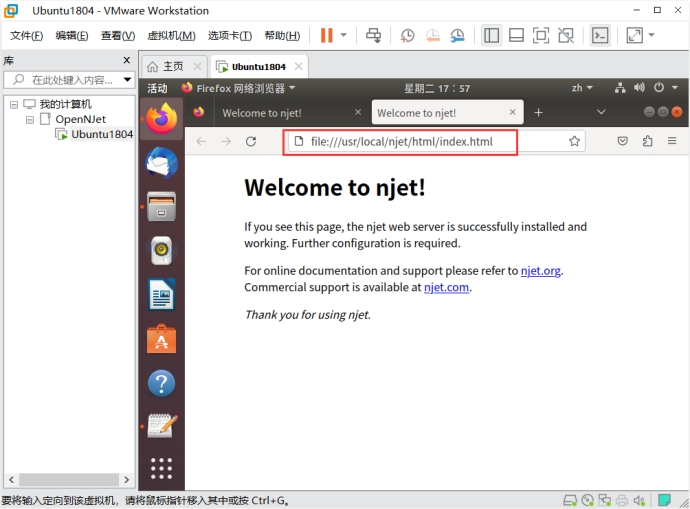 Ubuntu1804 - VMware Workstation
文件(F) 编辑(E) 查看(V) 虚拟机(M) 选项卡(T) 帮助(H)
库
在此处键入内容...
我的计算机
OpenNJet
Ubuntu1804
主页
Ubuntu1804
活动
Firefox 网络浏览器
星期二 17:57
zh
Welcome to njet!
Welcome to njet!
file:///usr/local/njet/html/index.html
Welcome to njet!
If you see this page, the njet web server is successfully installed and
working. Further configuration is required.
For online documentation and support please refer to njet.org.
Commercial support is available at njet.com.
Thank you for using njet.
要将输入定向到该虚拟机，请将鼠标指针移入其中或按 Ctrl+G。